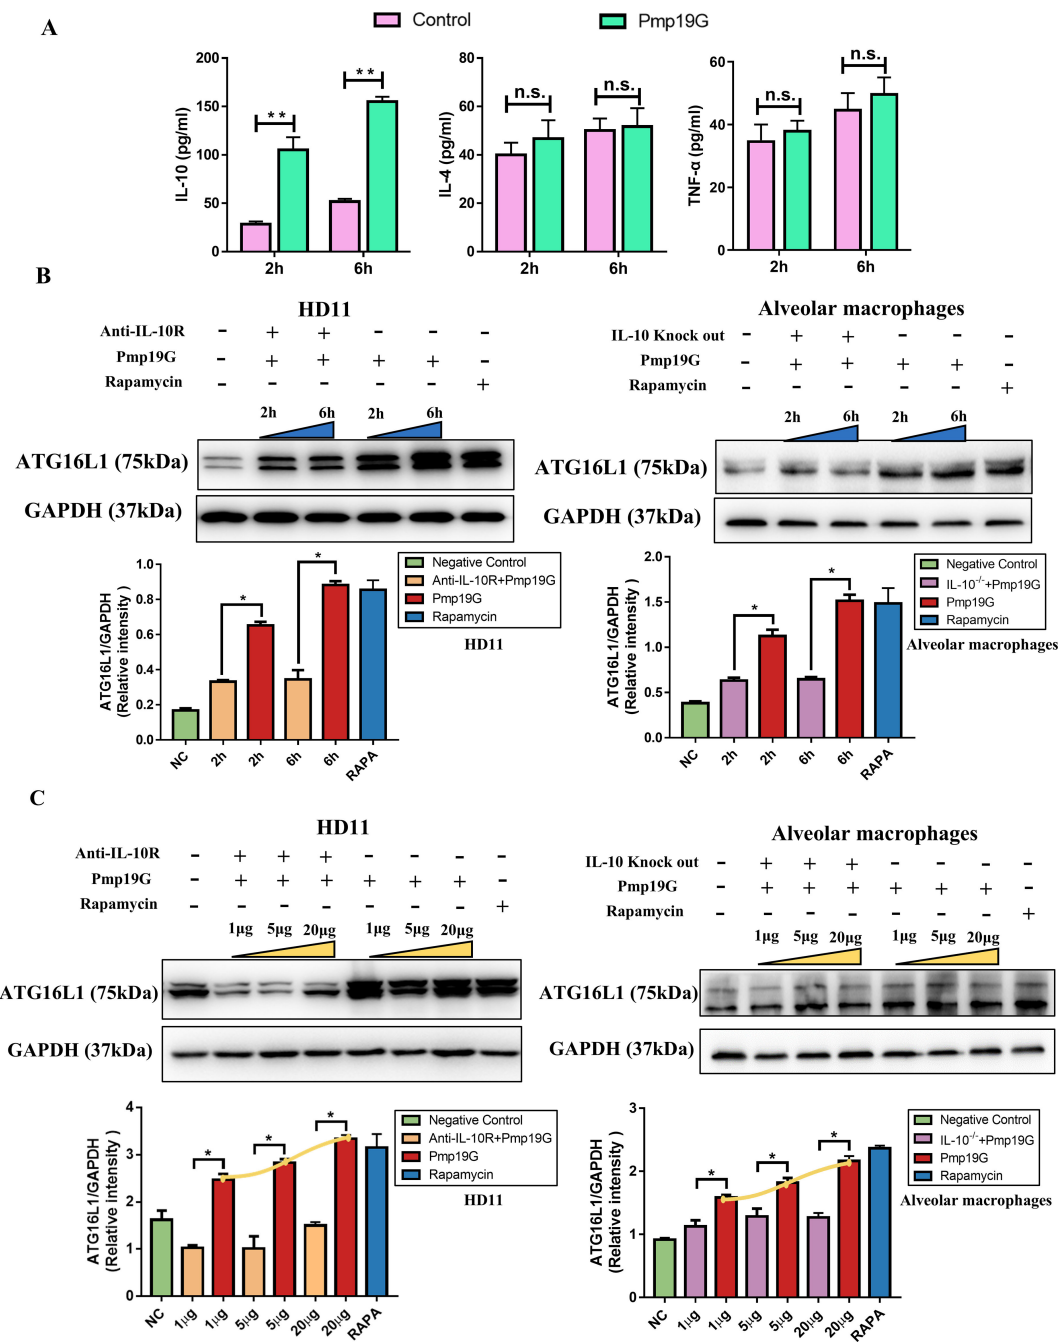 A
Control Pmp19G
IL-10 (pg/ml)
200
150
100
50
0
** **
2h 6h
IL-4 (pg/ml)
80
60
40
20
0
n.s. n.s.
2h 6h
TNF-α (pg/ml)
60
40
20
0
n.s. n.s.
2h 6h
B
HD11
Anti-IL-10R - + + - - -
Pmp19G - + + + + -
Rapamycin - - - - - +
2h 6h 2h 6h
ATG16L1 (75kDa)
GAPDH (37kDa)
Alveolar macrophages
IL-10 Knock out - + + - - -
Pmp19G - + + + + -
Rapamycin - - - - - +
2h 6h 2h 6h
ATG16L1 (75kDa)
GAPDH (37kDa)
ATG16L1/GAPDH
(Relative intensity )
1.0
0.8
0.6
0.4
0.2
0.0
* *
NC 2h 2h 6h 6h RAPA
Negative Control
Anti-IL-10R+Pmp19G
Pmp19G
Rapamycin
HD11
ATG16L1/GAPDH
(Relative intensity )
2.0
1.5
1.0
0.5
0.0
* *
NC 2h 2h 6h 6h RAPA
Negative Control
IL-10⁻/⁻+Pmp19G
Pmp19G
Rapamycin
Alveolar macrophages
C
HD11
Anti-IL-10R - + + + - - - -
Pmp19G - + + + + + + -
Rapamycin - - - - - - - +
1μg 5μg 20μg 1μg 5μg 20μg
ATG16L1 (75kDa)
GAPDH (37kDa)
Alveolar macrophages
IL-10 Knock out - + + + - - - -
Pmp19G - + + + + + + -
Rapamycin - - - - - - - +
1μg 5μg 20μg 1μg 5μg 20μg
ATG16L1 (75kDa)
GAPDH (37kDa)
ATG16L1/GAPDH
(Relative intensity )
4
3
2
1
0
* * *
NC 1μg 1μg 5μg 5μg 20μg 20μg RAPA
Negative Control
Anti-IL-10R+Pmp19G
Pmp19G
Rapamycin
HD11
ATG16L1/GAPDH
(Relative intensity )
3
2
1
0
* * *
NC 1μg 1μg 5μg 5μg 20μg 20μg RAPA
Negative Control
IL-10⁻/⁻+Pmp19G
Pmp19G
Rapamycin
Alveolar macrophages